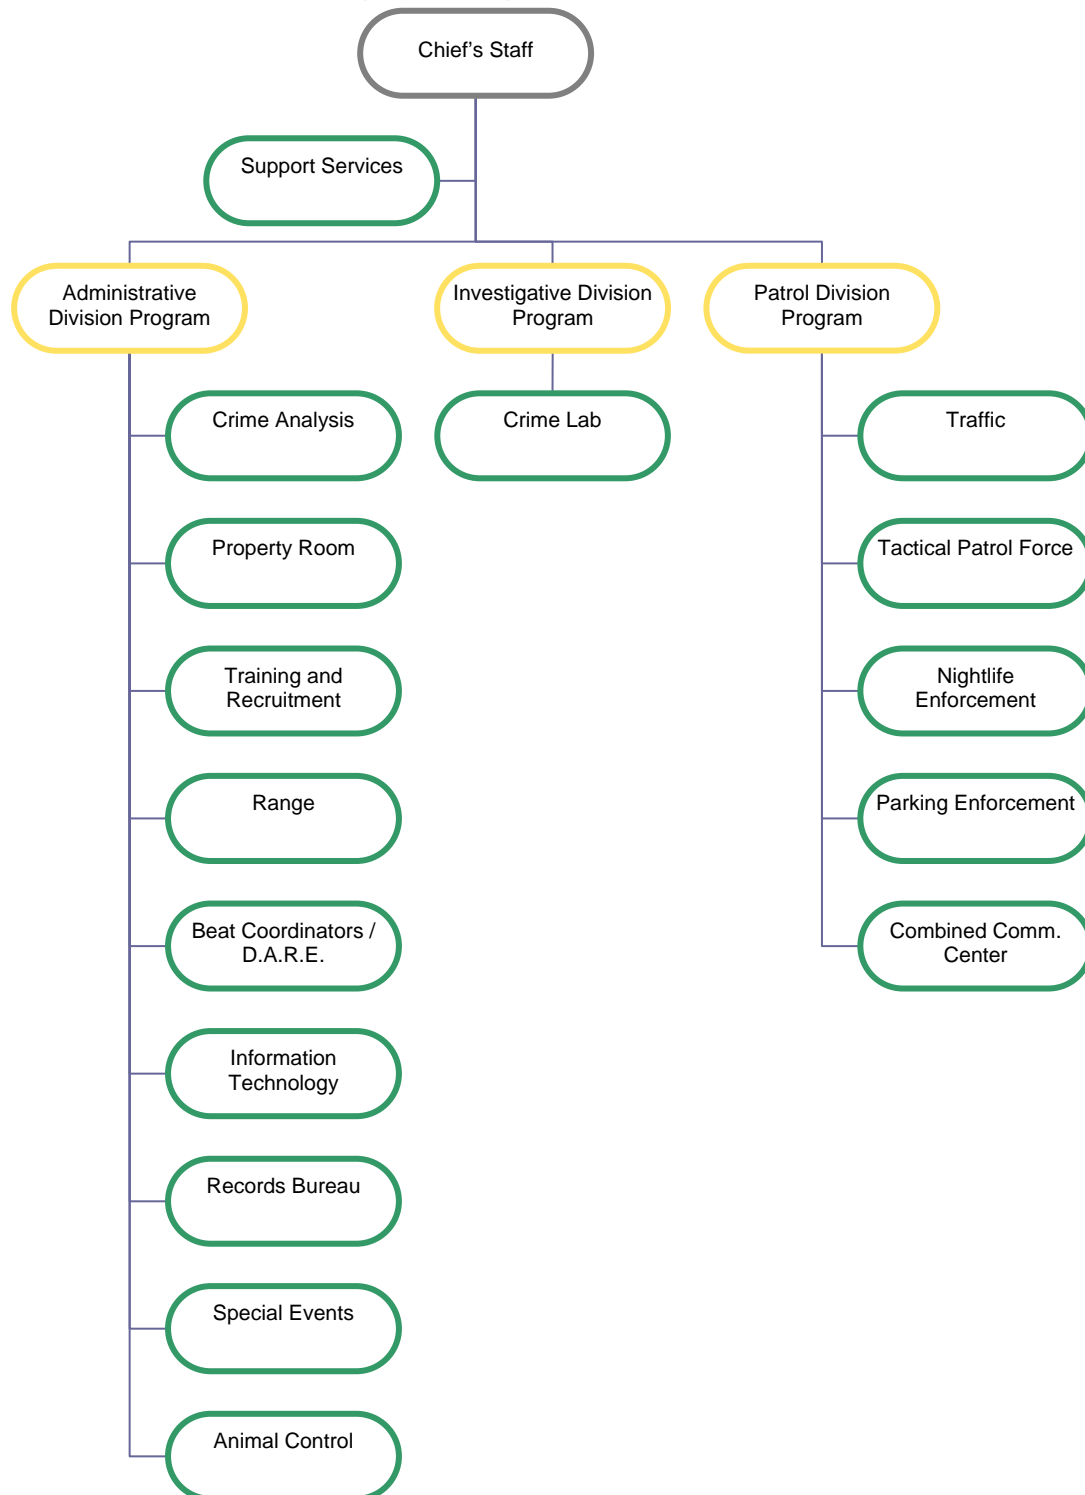 Chief's Staff
Support Services
Administrative
Division Program
Investigative Division
Program
Patrol Division
Program
Crime Analysis
Crime Lab
Traffic
Property Room
Tactical Patrol Force
Training and
Recruitment
Nightlife
Enforcement
Range
Parking Enforcement
Beat Coordinators /
D.A.R.E.
Combined Comm.
Center
Information
Technology
Records Bureau
Special Events
Animal Control